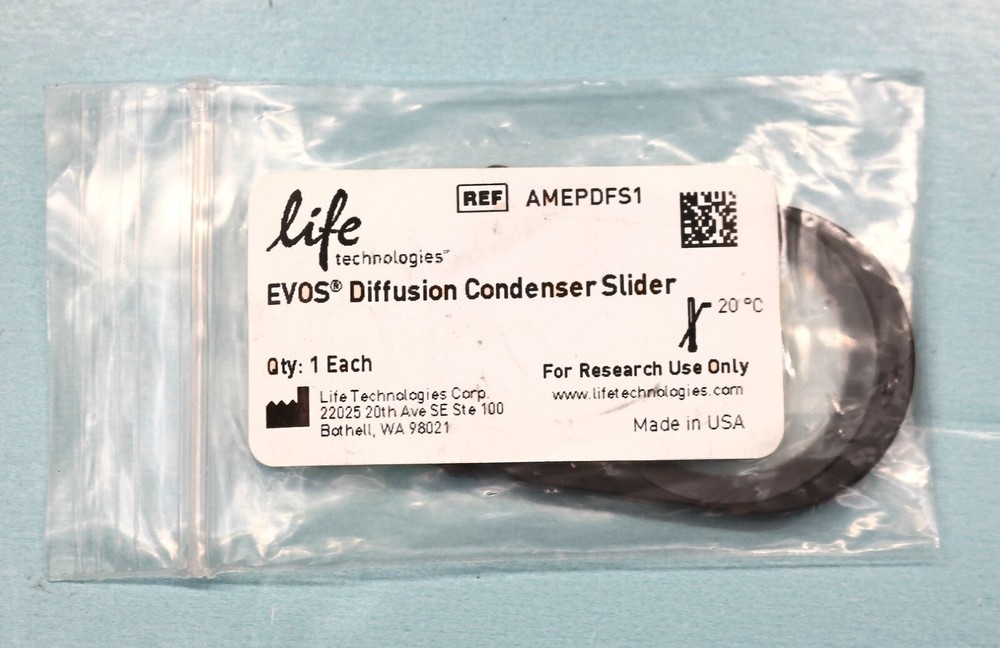 REF AMEPDFS1
life
technologies™
EVOS® Diffusion Condenser Slider
20 °C
Qty: 1 Each
For Research Use Only
www.lifetechnologies.com
Made in USA
Life Technologies Corp.
22025 20th Ave SE Ste 100
Bothell, WA 98021